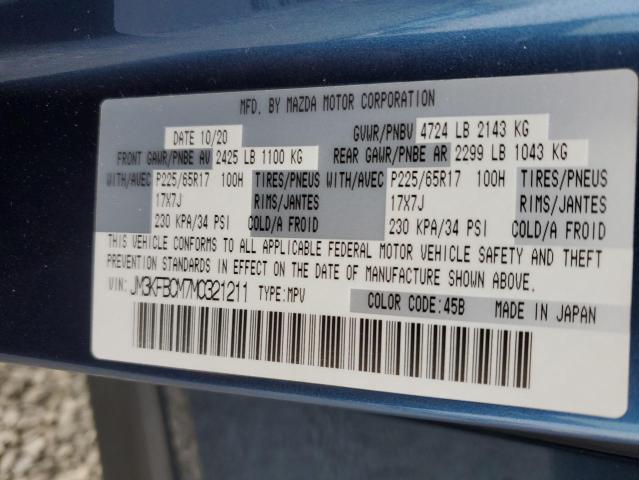 MFD. BY MAZDA MOTOR CORPORATION
DATE 10/20 GVWR/PNBV 4724 LB 2143 KG
FRONT GAWR/PNBE AV 2425 LB 1100 KG REAR GAWR/PNBE AR 2299 LB 1043 KG
WITH/AVEC P225/65R17 100H TIRES/PNEUS WITH/AVEC P225/65R17 100H TIRES/PNEUS
17X7J RIMS/JANTES 17X7J RIMS/JANTES
230 KPA/34 PSI COLD/A FROID 230 KPA/34 PSI COLD/A FROID
THIS VEHICLE CONFORMS TO ALL APPLICABLE FEDERAL MOTOR VEHICLE SAFETY AND THEFT
PREVENTION STANDARDS IN EFFECT ON THE DATE OF MANUFACTURE SHOWN ABOVE.
VIN: JM3KFBCM7M0321211 TYPE:MPV COLOR CODE:45B MADE IN JAPAN